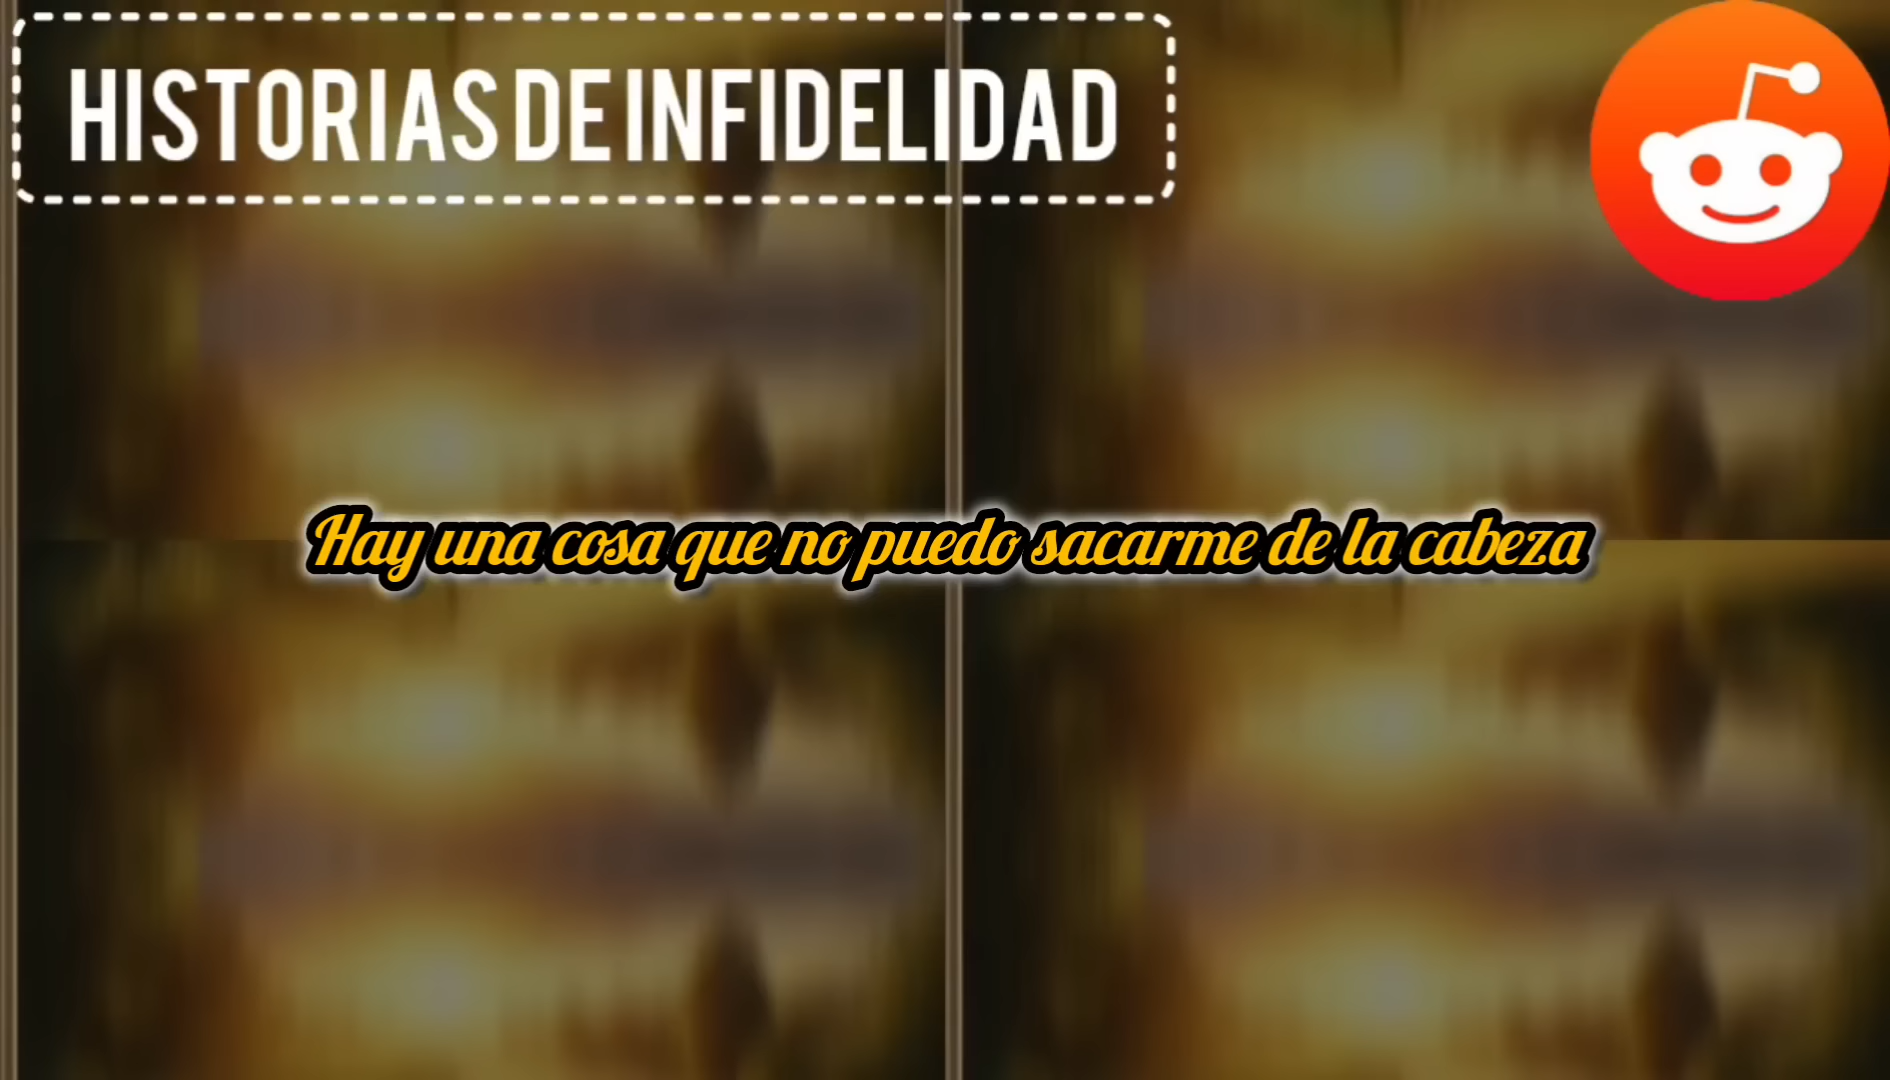 HISTORIAS DE INFIDELIDAD
Hay una cosa que no puedo sacarme de la cabeza